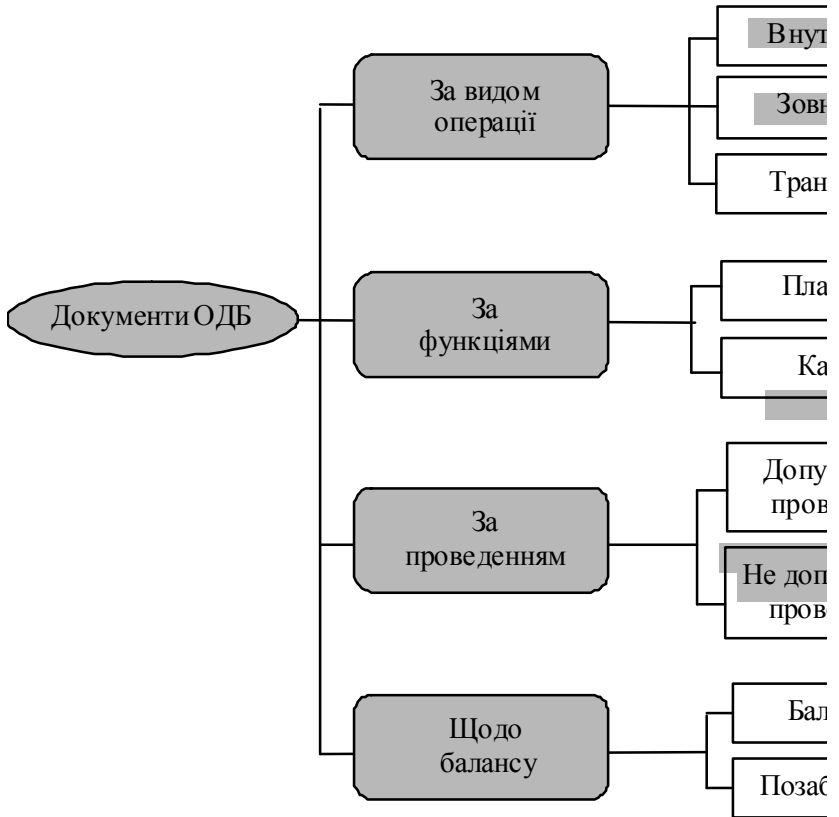 Документи ОДБ
За видом
операції
Внут
Зовн
Тран
За
функціями
Пла
Ка
За
проведенням
Допу
пров
Не доп
прове
Щодо
балансу
Бал
Позаб